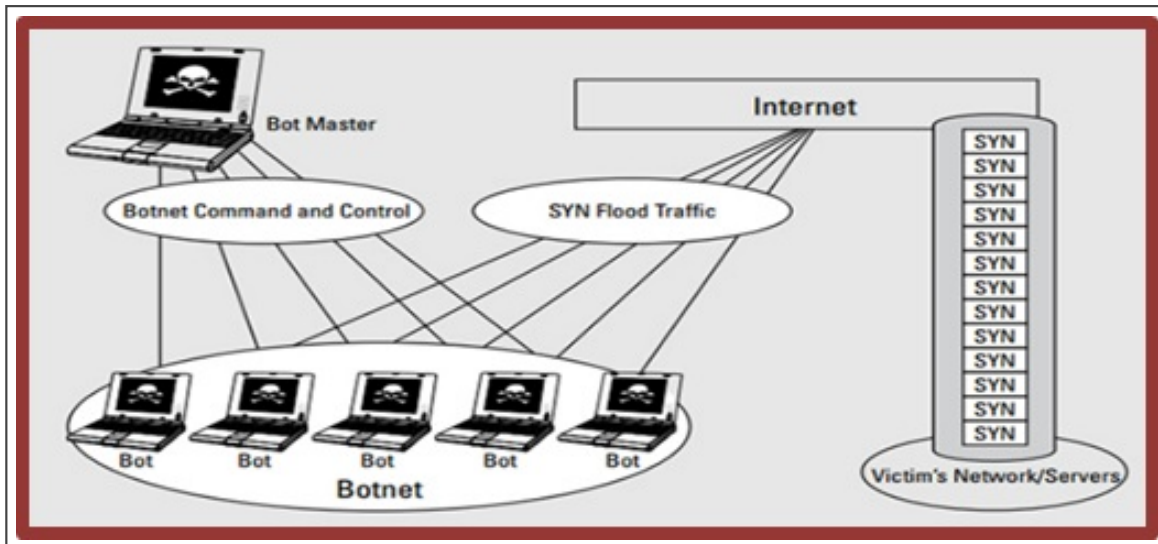 Bot Master
Internet
Botnet Command and Control
SYN Flood Traffic
SYN
SYN
SYN
SYN
SYN
SYN
SYN
SYN
SYN
SYN
SYN
SYN
SYN
Bot
Bot
Bot
Bot
Bot
Botnet
Victim's Network/Servers